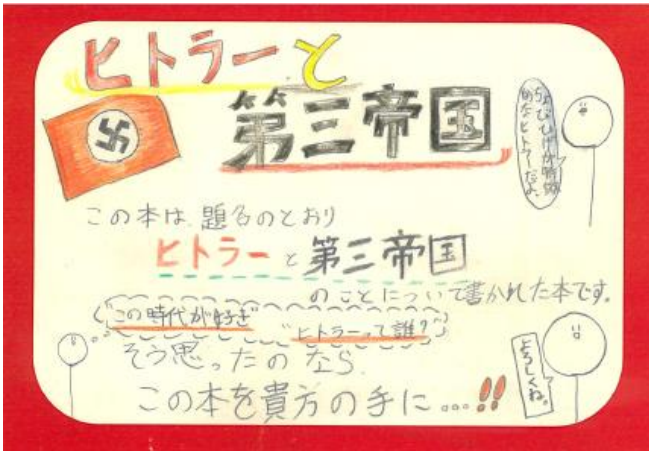 ヒトラーと
第三帝国
ちょびひげが特徴
的なヒトラーだよ。
この本は、題名のとおり
ヒトラーと第三帝国
のことについて書かれた本です。
この時代が好き
ヒトラーって誰?
そう思ったのなら、
この本を貴方の手に…!!
よろしくね。